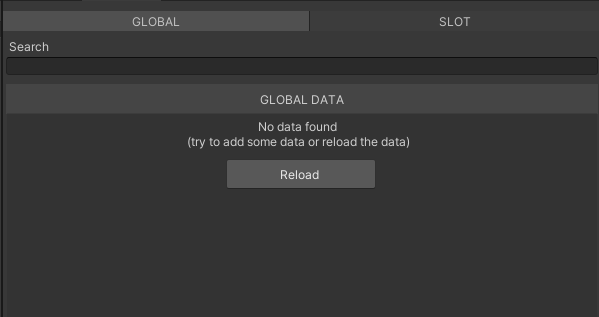 GLOBAL SLOT
Search
GLOBAL DATA
No data found
(try to add some data or reload the data)
Reload